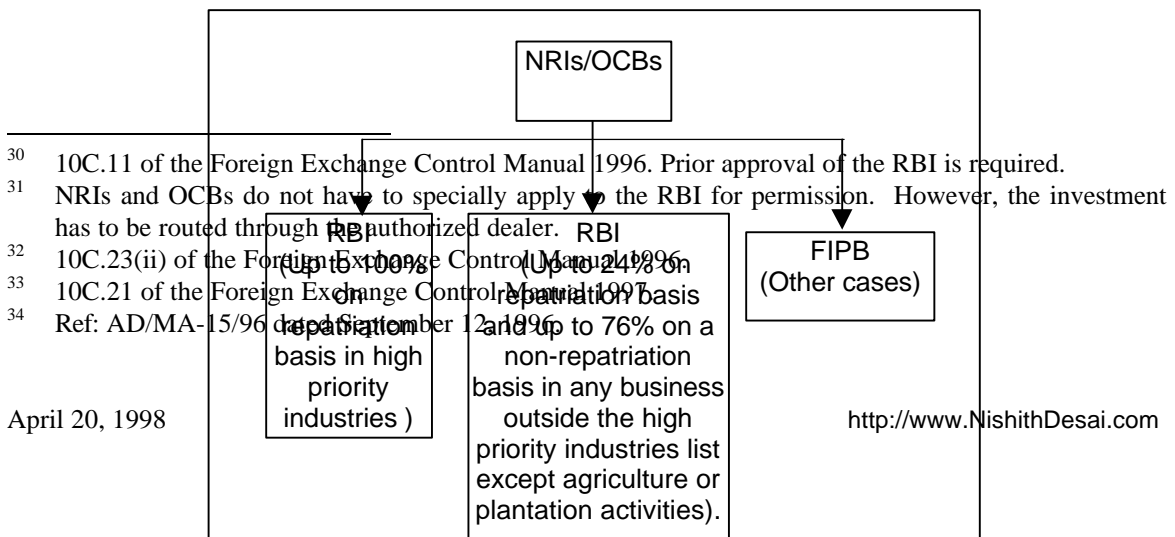 NRIs/OCBs
30 10C.11 of the Foreign Exchange Control Manual 1996. Prior approval of the RBI is required.
31 NRIs and OCBs do not have to specially apply to the RBI for permission. However, the investment
has to be routed through the authorized dealer.
32 10C.23(ii) of the Foreign Exchange Control Manual 1996.
33 10C.21 of the Foreign Exchange Control Manual 1997.
34 Ref: AD/MA-15/96 dated September 12, 1996.
RBI
(Up to 100%
on
repatriation
basis in high
priority
industries )
RBI
(Up to 24% on
repatriation basis
and up to 76% on a
non-repatriation
basis in any business
outside the high
priority industries list
except agriculture or
plantation activities).
FIPB
(Other cases)
April 20, 1998
http://www.NishithDesai.com